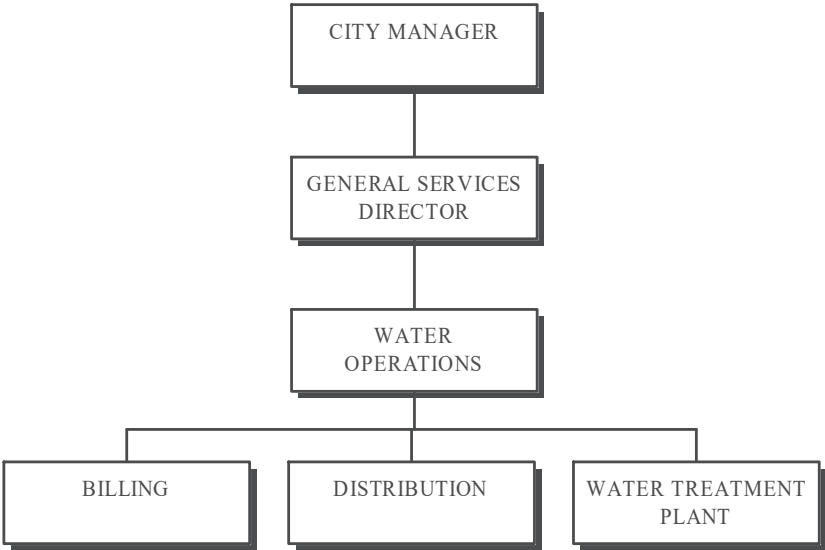 CITY MANAGER
GENERAL SERVICES
DIRECTOR
WATER
OPERATIONS
BILLING
DISTRIBUTION
WATER TREATMENT
PLANT